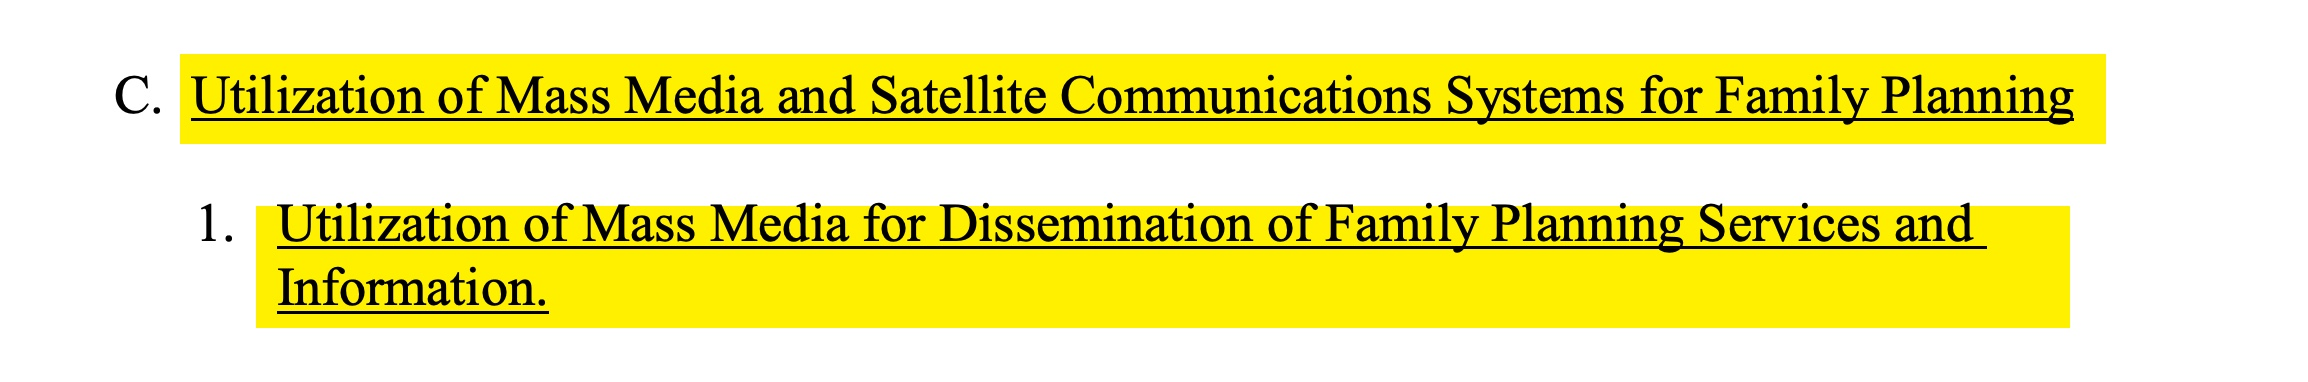 C. Utilization of Mass Media and Satellite Communications Systems for Family Planning
1. Utilization of Mass Media for Dissemination of Family Planning Services and
Information.